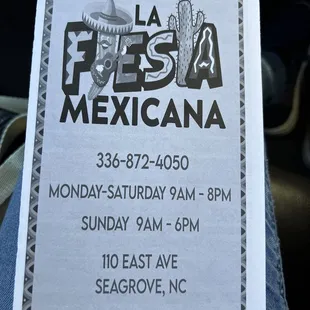 LA
FIESTA
MEXICANA
336-872-4050
MONDAY-SATURDAY 9AM - 8PM
SUNDAY 9AM - 6PM
110 EAST AVE
SEAGROVE, NC